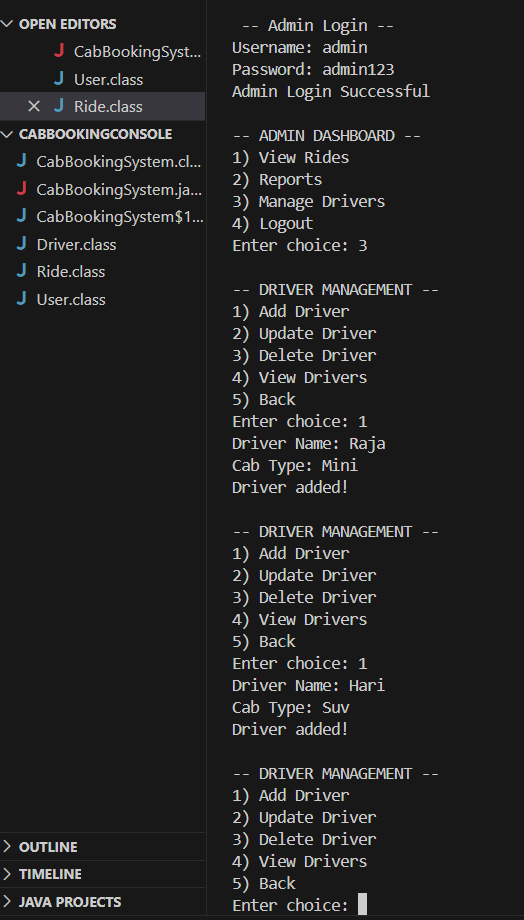 OPEN EDITORS
CabBookingSyst...
User.class
Ride.class
CABBOOKINGCONSOLE
CabBookingSystem.cl...
CabBookingSystem.ja...
CabBookingSystem$1...
Driver.class
Ride.class
User.class
OUTLINE
TIMELINE
JAVA PROJECTS
-- Admin Login --
Username: admin
Password: admin123
Admin Login Successful
-- ADMIN DASHBOARD --
1) View Rides
2) Reports
3) Manage Drivers
4) Logout
Enter choice: 3
-- DRIVER MANAGEMENT --
1) Add Driver
2) Update Driver
3) Delete Driver
4) View Drivers
5) Back
Enter choice: 1
Driver Name: Raja
Cab Type: Mini
Driver added!
-- DRIVER MANAGEMENT --
1) Add Driver
2) Update Driver
3) Delete Driver
4) View Drivers
5) Back
Enter choice: 1
Driver Name: Hari
Cab Type: Suv
Driver added!
-- DRIVER MANAGEMENT --
1) Add Driver
2) Update Driver
3) Delete Driver
4) View Drivers
5) Back
Enter choice: